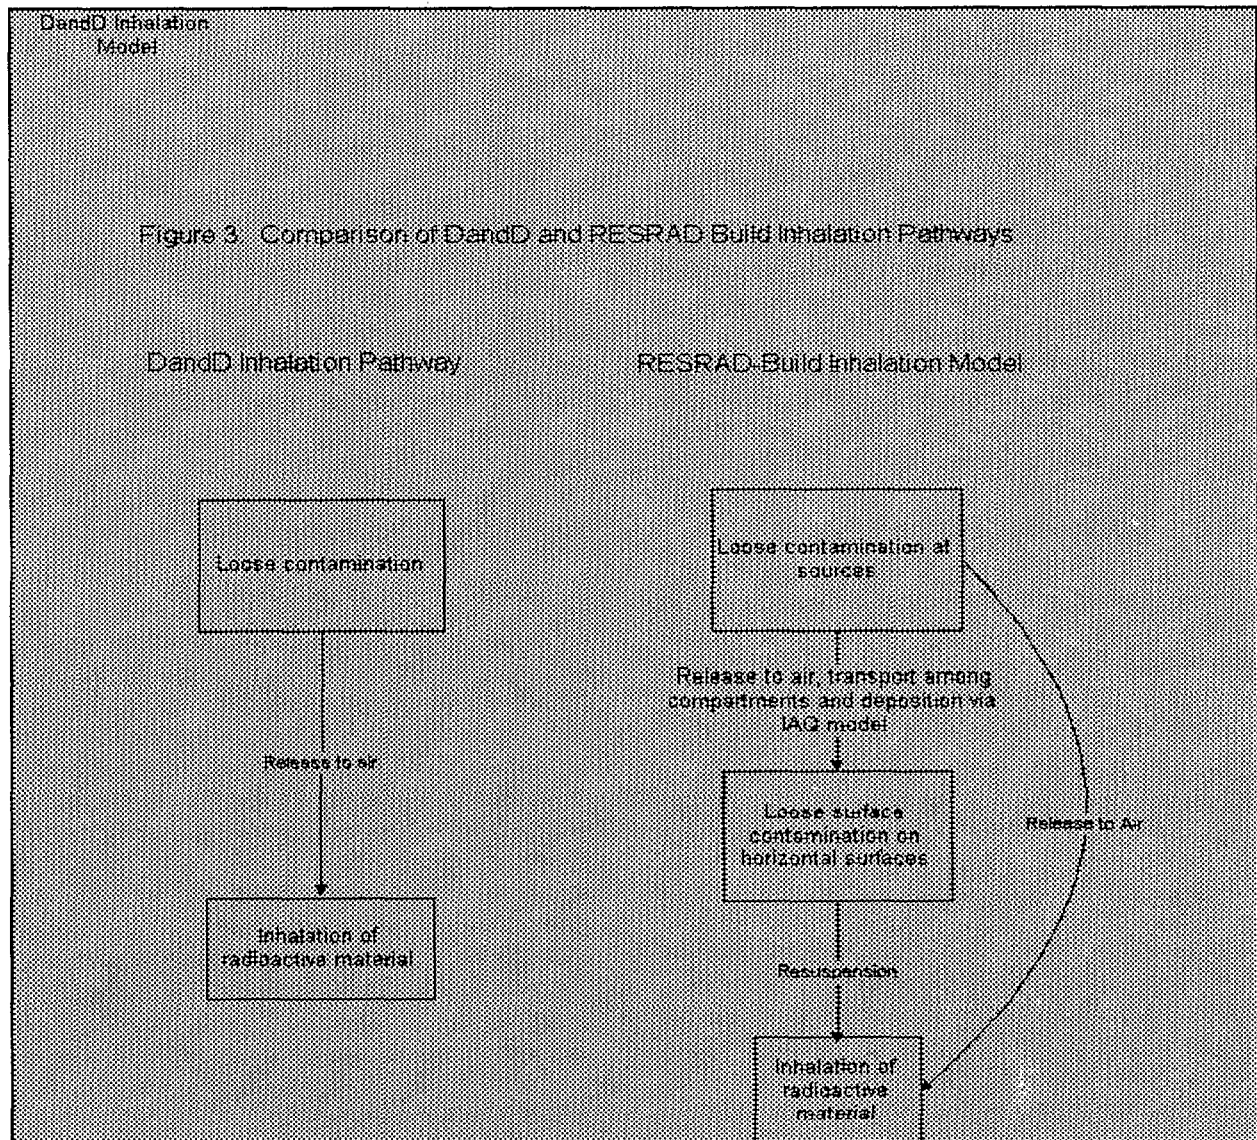 DandD Inhalation
Model
Figure 3. Comparison of DandD and RESRAD Build Inhalation Pathways
DandD Inhalation Pathway
RESRAD-Build Inhalation Model
Loose contamination
Loose contamination at
sources
Release to air, transport among
compartments and deposition via
IAQ model
Release to air
Loose surface
contamination on
horizontal surfaces
Release to Air
Inhalation of
radioactive material
Resuspension
Inhalation of
radioactive
material